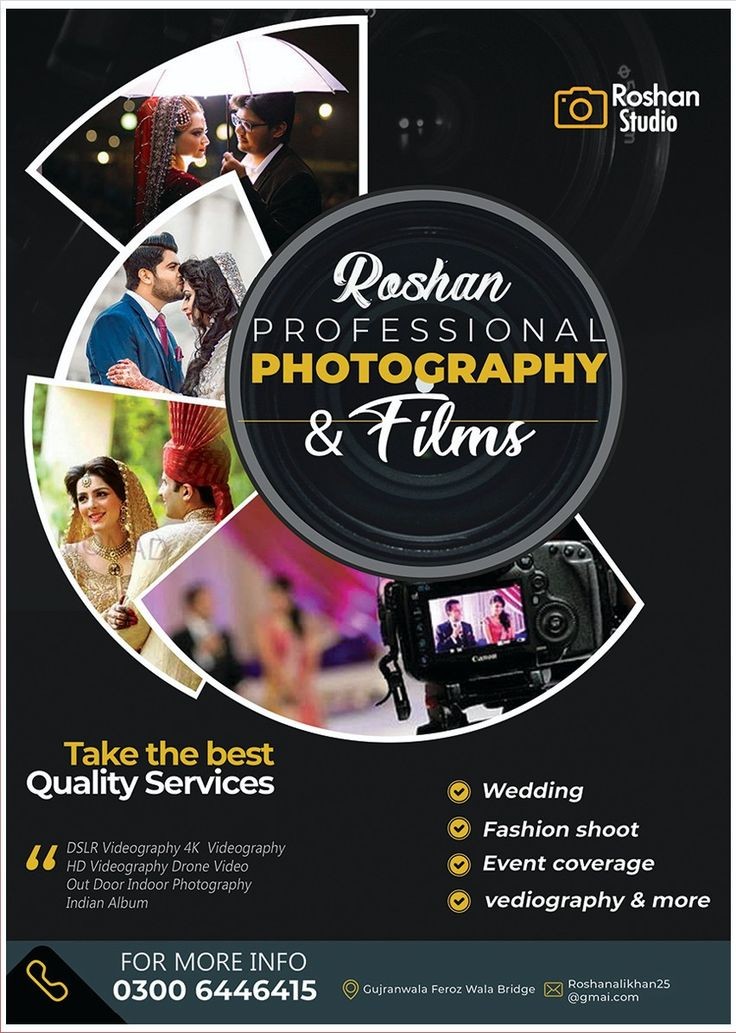 Roshan
Studio
Roshan
PROFESSIONAL
PHOTOGRAPHY
& Films
Canon
Take the best
Quality Services
DSLR Videography 4K Videography
HD Videography Drone Video
Out Door Indoor Photography
Indian Album
Wedding
Fashion shoot
Event coverage
vediography & more
FOR MORE INFO
0300 6446415
Gujranwala Feroz Wala Bridge
Roshanalikhan25
@gmai.com